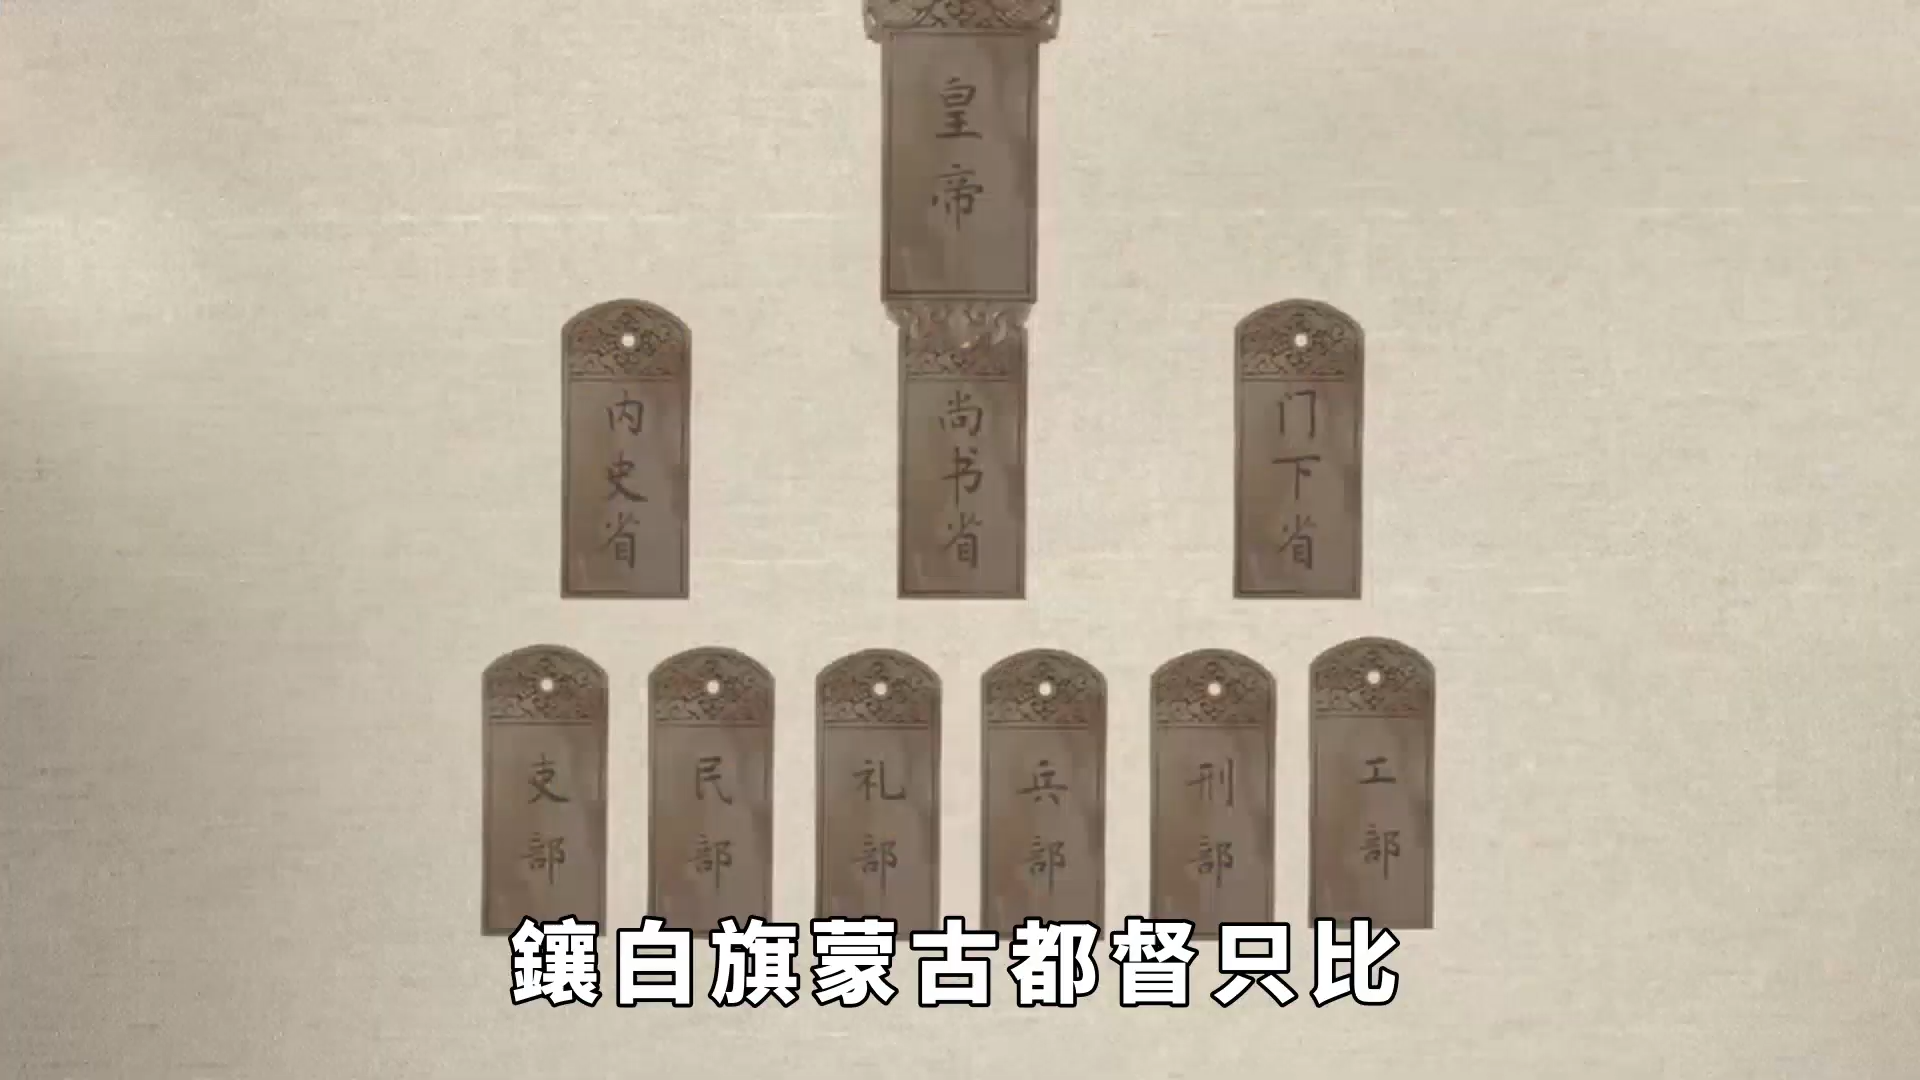 皇帝
内史省
尚书省
门下省
吏部
民部
礼部
兵部
刑部
工部
鑲白旗蒙古都督只比